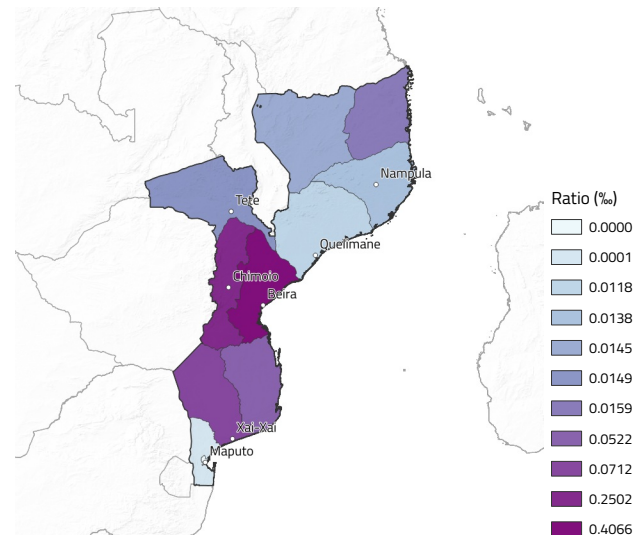 Nampula
Tete
Quelimane
Chimoio
Beira
Xai-Xai
Maputo
Ratio (‰)
0.0000
0.0001
0.0118
0.0138
0.0145
0.0149
0.0159
0.0522
0.0712
0.2502
0.4066